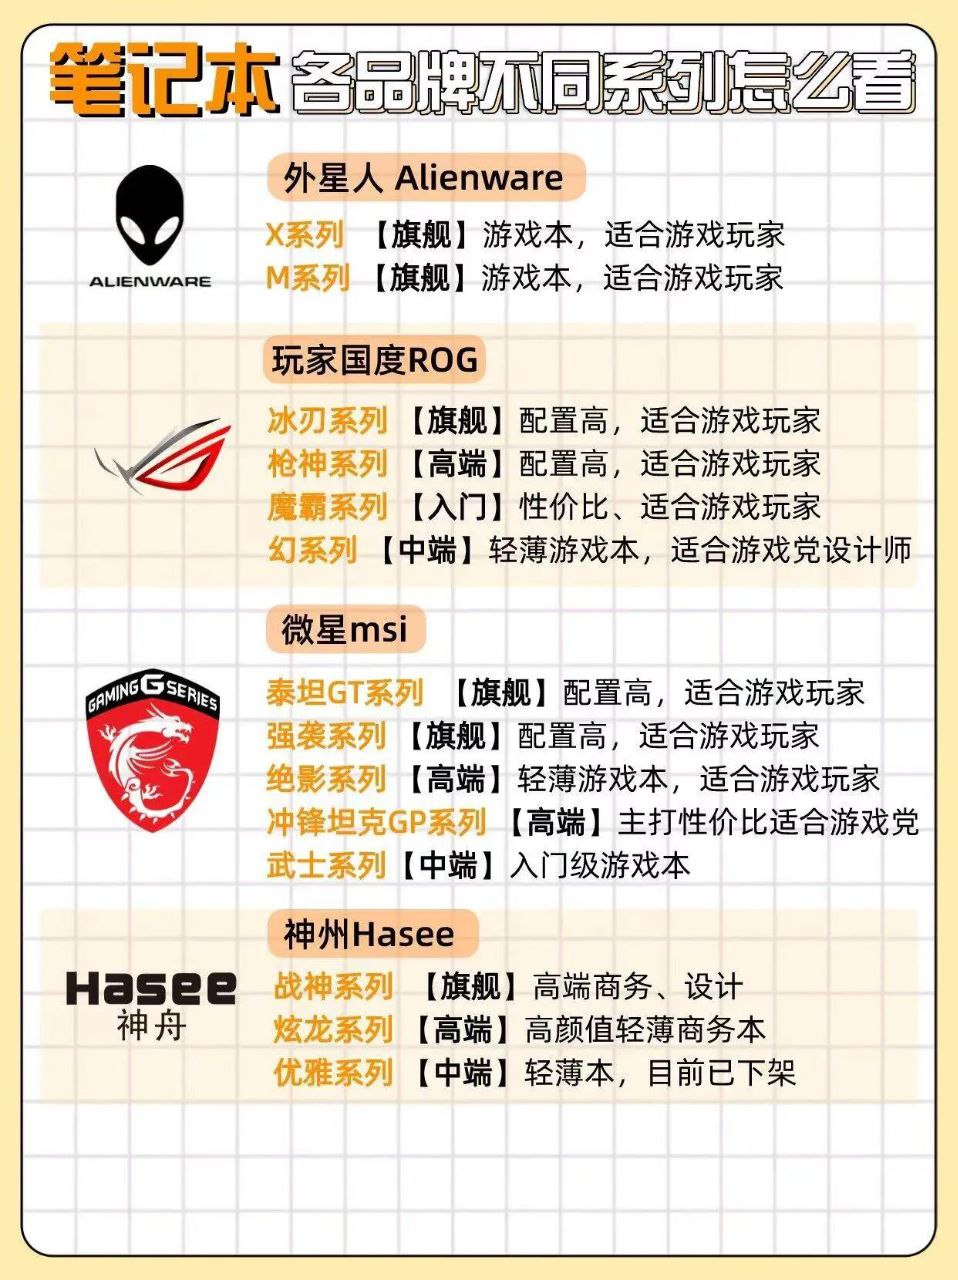 笔记本 各品牌不同系列怎么看
外星人 Alienware
X系列 【旗舰】游戏本，适合游戏玩家
M系列 【旗舰】游戏本，适合游戏玩家
ALIENWARE
玩家国度ROG
冰刃系列 【旗舰】配置高，适合游戏玩家
枪神系列 【高端】配置高，适合游戏玩家
魔霸系列 【入门】性价比、适合游戏玩家
幻系列 【中端】轻薄游戏本，适合游戏党设计师
微星msi
GAMING G SERIES
泰坦GT系列 【旗舰】配置高，适合游戏玩家
强袭系列 【旗舰】配置高，适合游戏玩家
绝影系列 【高端】轻薄游戏本，适合游戏玩家
冲锋坦克GP系列 【高端】主打性价比适合游戏党
武士系列【中端】入门级游戏本
神州Hasee
Hasee
神舟
战神系列 【旗舰】高端商务、设计
炫龙系列 【高端】高颜值轻薄商务本
优雅系列 【中端】轻薄本，目前已下架